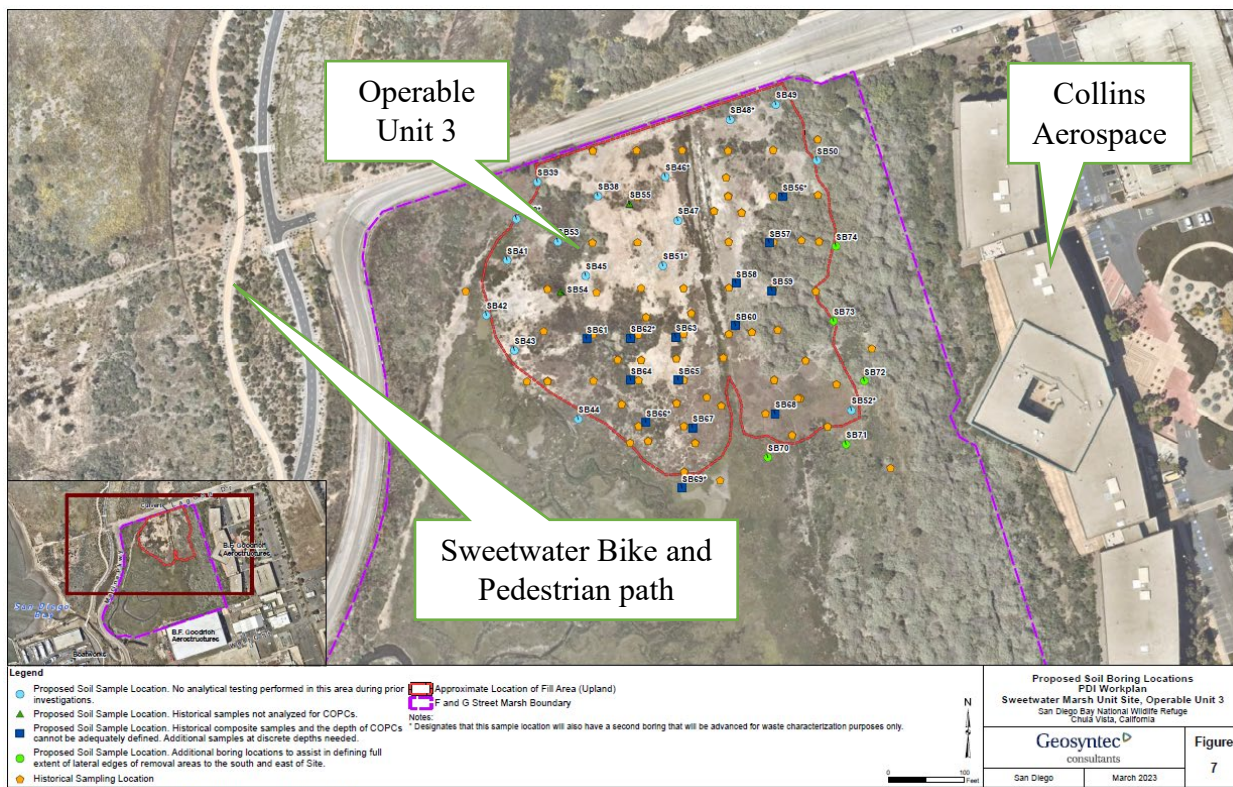 SB49
SB48*
SB50
SB39
SB46*
SB38
SB55
SB56*
SB47
SB53
SB57
SB74
SB41
SB51*
SB45
SB54
SB58
SB59
SB42
SB73
SB60
SB61
SB62*
SB63
SB43
SB64
SB65
SB72
SB52*
SB44
SB66*
SB67
SB68
SB71
SB70
SB69*
Operable
Unit 3
Collins
Aerospace
Sweetwater Bike and
Pedestrian path
B.F. Goodrich
Aerostructures
San Diego
Bay
B.F. Goodrich
Aerostructures
Boatworks
Legend
Proposed Soil Sample Location. No analytical testing performed in this area during prior
investigations.
Proposed Soil Sample Location. Historical samples not analyzed for COPCs.
Proposed Soil Sample Location. Historical composite samples and the depth of COPCs
cannot be adequately defined. Additional samples at discrete depths needed.
Proposed Soil Sample Location. Additional boring locations to assist in defining full
extent of lateral edges of removal areas to the south and east of Site.
Historical Sampling Location
Approximate Location of Fill Area (Upland)
F and G Street Marsh Boundary
Notes:
* Designates that this sample location will also have a second boring that will be advanced for waste characterization purposes only.
N
100
Feet
Proposed Soil Boring Locations
PDI Workplan
Sweetwater Marsh Unit Site, Operable Unit 3
San Diego Bay National Wildlife Refuge
Chula Vista, California
Geosyntec
consultants
Figure
7
San Diego
March 2023